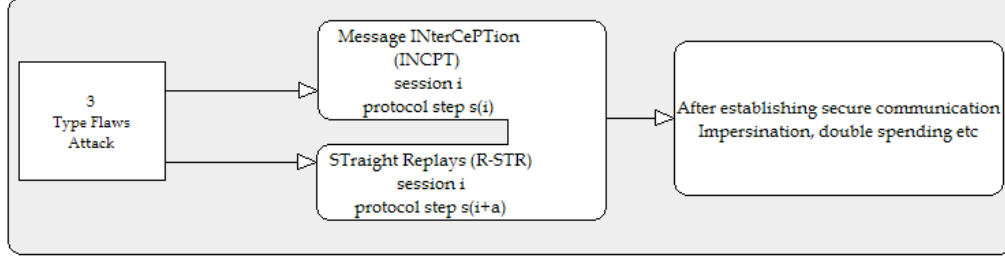 3
Type Flaws
Attack
Message INterCePTion
(INCPT)
session i
protocol step s(i)
STraight Replays (R-STR)
session i
protocol step s(i+a)
After establishing secure communication
Impersination, double spending etc